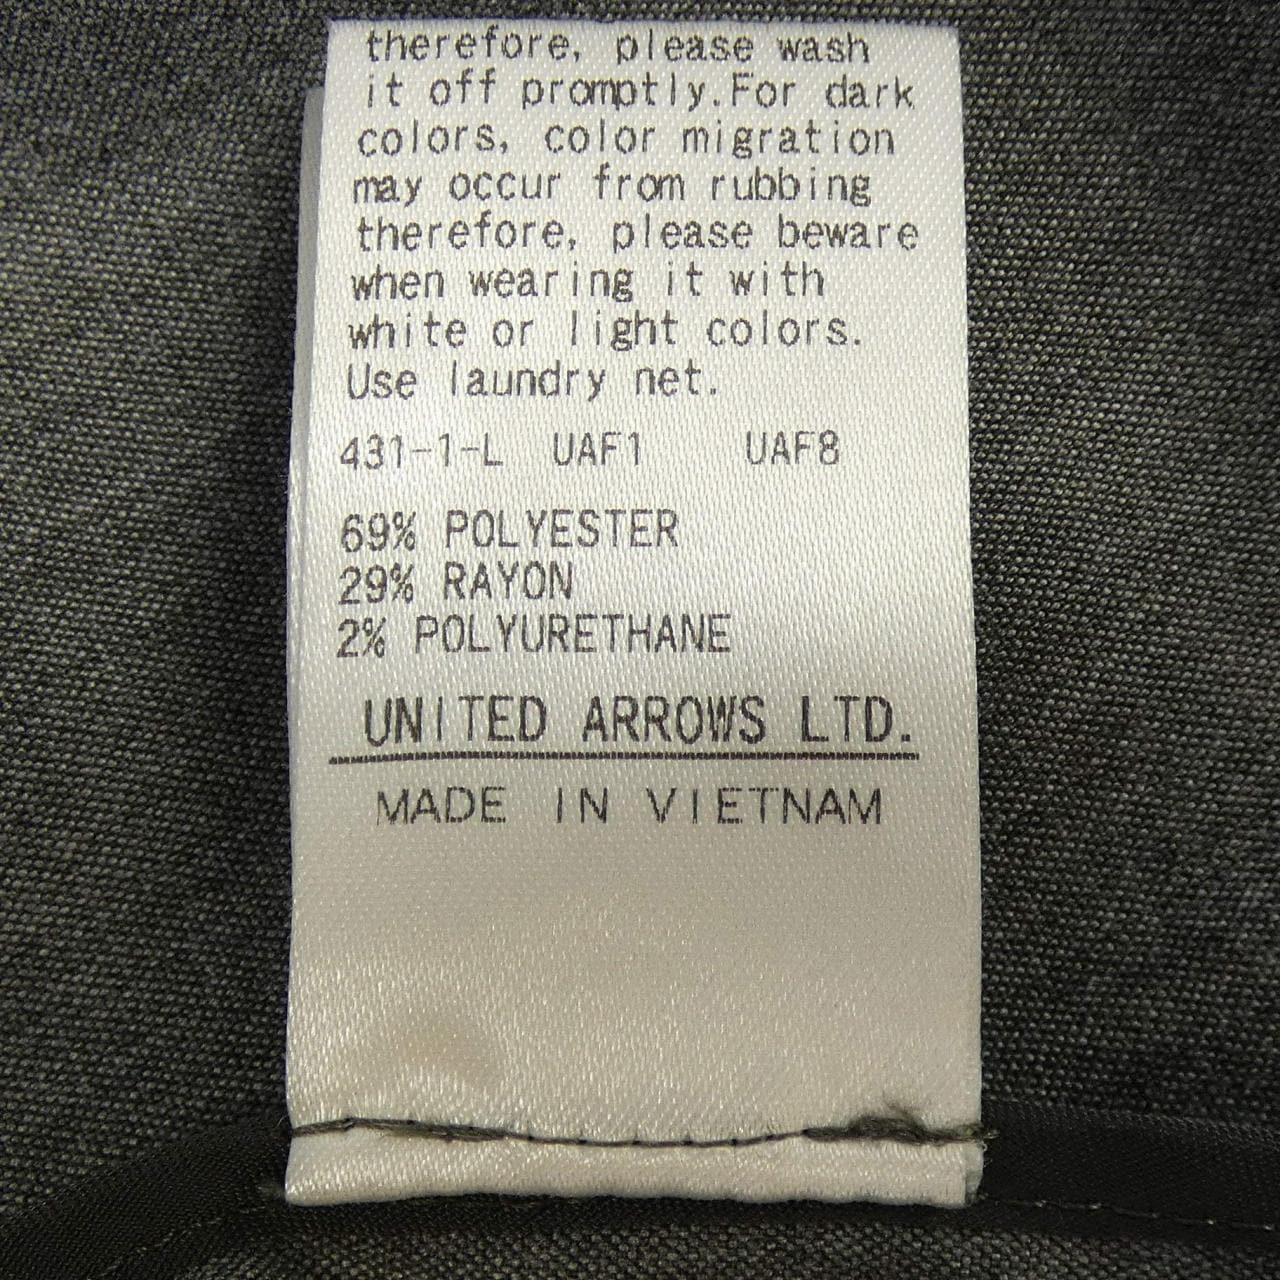 therefore, please wash
it off promptly.For dark
colors, color migration
may occur from rubbing
therefore, please beware
when wearing it with
white or light colors.
Use laundry net.
431-1-L UAF1 UAF8
69% POLYESTER
29% RAYON
2% POLYURETHANE
UNITED ARROWS LTD.
MADE IN VIETNAM